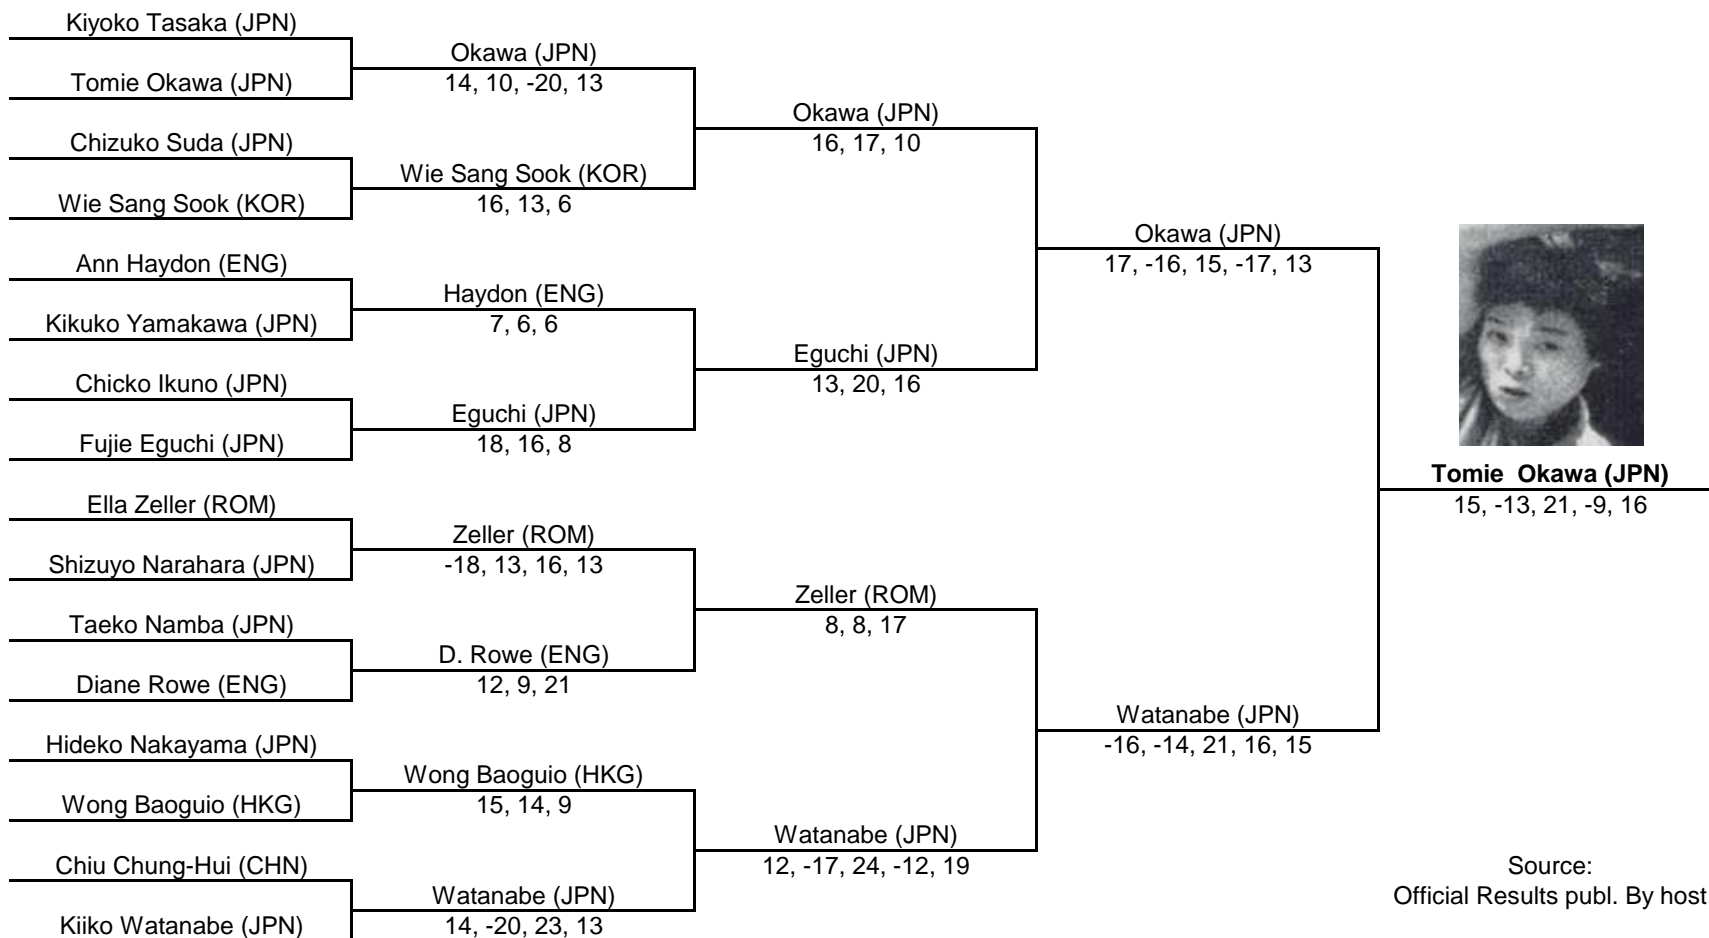 Kiyoko Tasaka (JPN)
Okawa (JPN)
14, 10, -20, 13
Tomie Okawa (JPN)
Okawa (JPN)
16, 17, 10
Chizuko Suda (JPN)
Wie Sang Sook (KOR)
16, 13, 6
Wie Sang Sook (KOR)
Okawa (JPN)
17, -16, 15, -17, 13
Ann Haydon (ENG)
Haydon (ENG)
7, 6, 6
Kikuko Yamakawa (JPN)
Eguchi (JPN)
13, 20, 16
Chicko Ikuno (JPN)
Eguchi (JPN)
18, 16, 8
Fujie Eguchi (JPN)
Tomie Okawa (JPN)
15, -13, 21, -9, 16
Ella Zeller (ROM)
Zeller (ROM)
-18, 13, 16, 13
Shizuyo Narahara (JPN)
Zeller (ROM)
8, 8, 17
Taeko Namba (JPN)
D. Rowe (ENG)
12, 9, 21
Diane Rowe (ENG)
Watanabe (JPN)
-16, -14, 21, 16, 15
Hideko Nakayama (JPN)
Wong Baoguio (HKG)
15, 14, 9
Wong Baoguio (HKG)
Watanabe (JPN)
12, -17, 24, -12, 19
Chiu Chung-Hui (CHN)
Watanabe (JPN)
14, -20, 23, 13
Kiiko Watanabe (JPN)
Source:
Official Results publ. By host